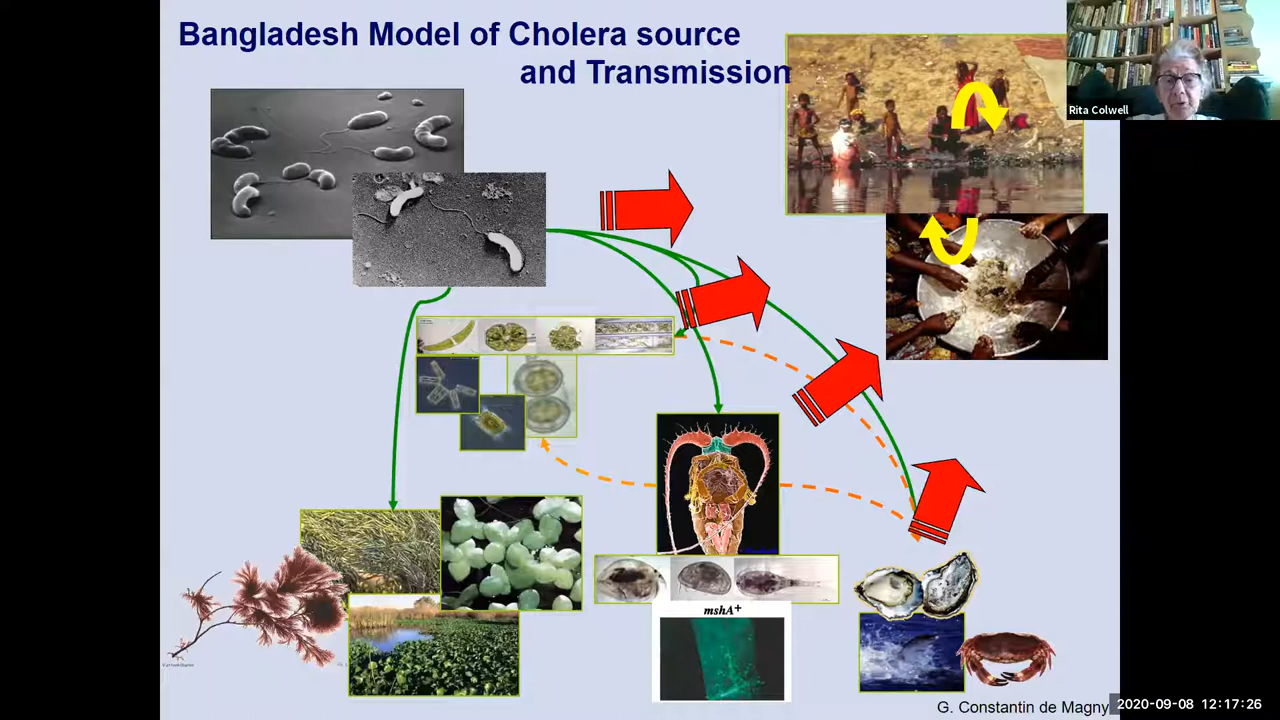 Bangladesh Model of Cholera source
and Transmission
Rita Colwell
mshA+
G. Constantin de Magny
2020-09-08 12:17:26